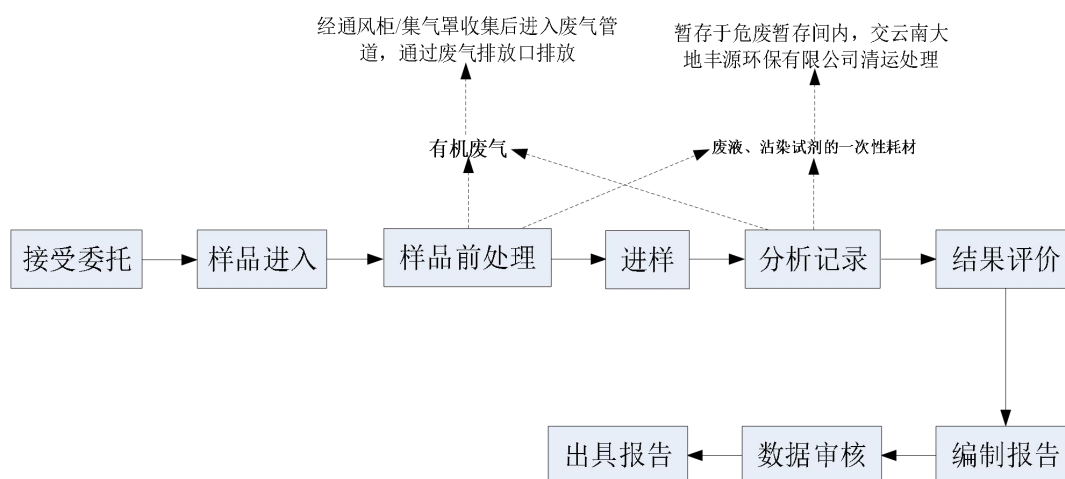 经通风柜/集气罩收集后进入废气管
道，通过废气排放口排放
暂存于危废暂存间内，交云南大
地丰源环保有限公司清运处理
有机废气
废液、沾染试剂的一次性耗材
接受委托
样品进入
样品前处理
进样
分析记录
结果评价
出具报告
数据审核
编制报告